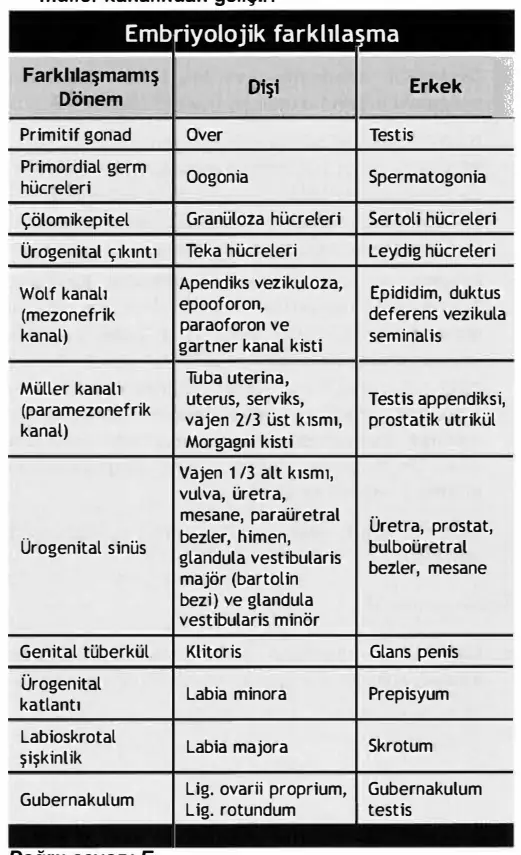 Müller kanalından gelişir.
Embriyolojik farklılaşma
Farklılaşmamış
Dönem
Dişi
Erkek
Primitif gonad
Over
Testis
Primordial germ
hücreleri
Oogonia
Spermatogonia
Çölomikepitel
Granüloza hücreleri
Sertoli hücreleri
Ürogenital çıkıntı
Teka hücreleri
Leydig hücreleri
Wolf kanalı
(mezonefrik
kanal)
Apendiks vezikuloza,
epooforon,
paraoforon ve
gartner kanal kisti
Epididim, duktus
deferens vezikula
seminalis
Müller kanalı
(paramezonefrik
kanal)
Tuba uterina,
uterus, serviks,
vajen 2/3 üst kısmı,
Morgagni kisti
Testis appendiksi,
prostatik utrikül
Ürogenital sinüs
Vajen 1/3 alt kısmı,
vulva, üretra,
mesane, paraüretral
bezler, himen,
glandula vestibularis
majör (bartolin
bezi) ve glandula
vestibularis minör
Üretra, prostat,
bulboüretral
bezler, mesane
Genital tüberkül
Klitoris
Glans penis
Ürogenital
katlantı
Labia minora
Prepisyum
Labioskrotal
şişkinlik
Labia majora
Skrotum
Gubernakulum
Lig. ovarii proprium,
Lig. rotundum
Gubernakulum
testis